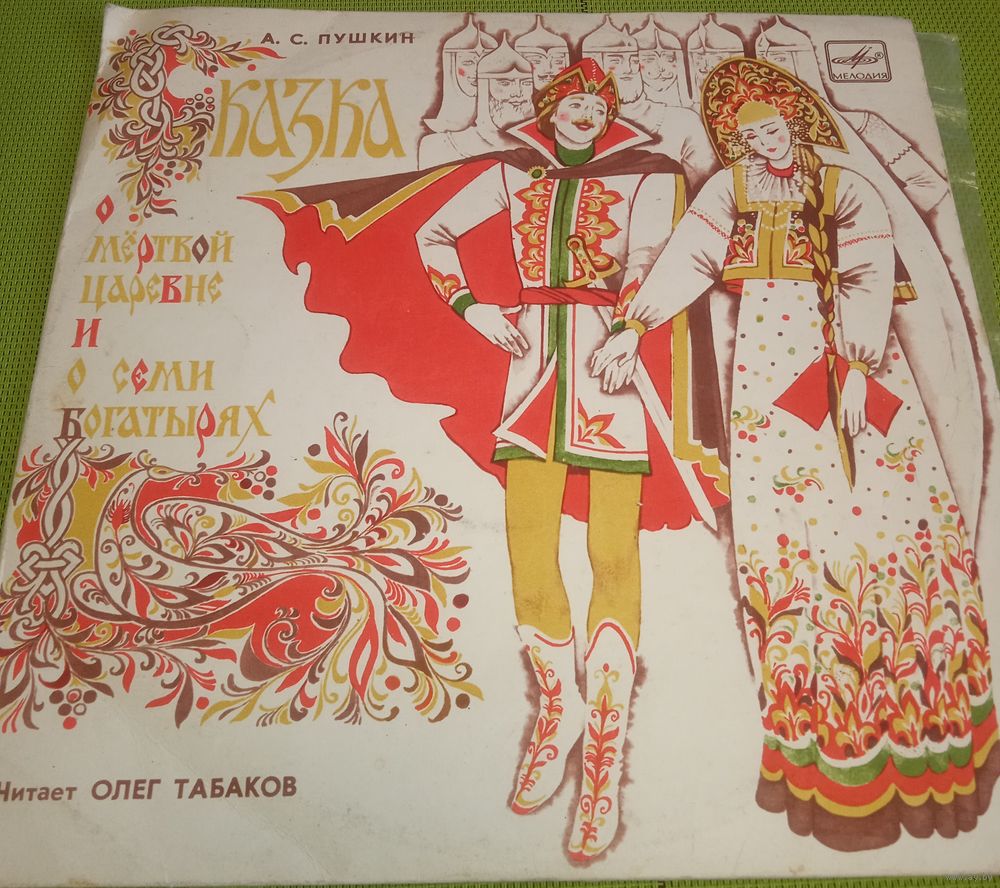 А. С. ПУШКИН
СКАЗКА
О
МЁРТВОЙ
ЦАРЕВНЕ
И
О СЕМИ
БОГАТЫРЯХ
МЕЛОДИЯ
Читает ОЛЕГ ТАБАКОВ